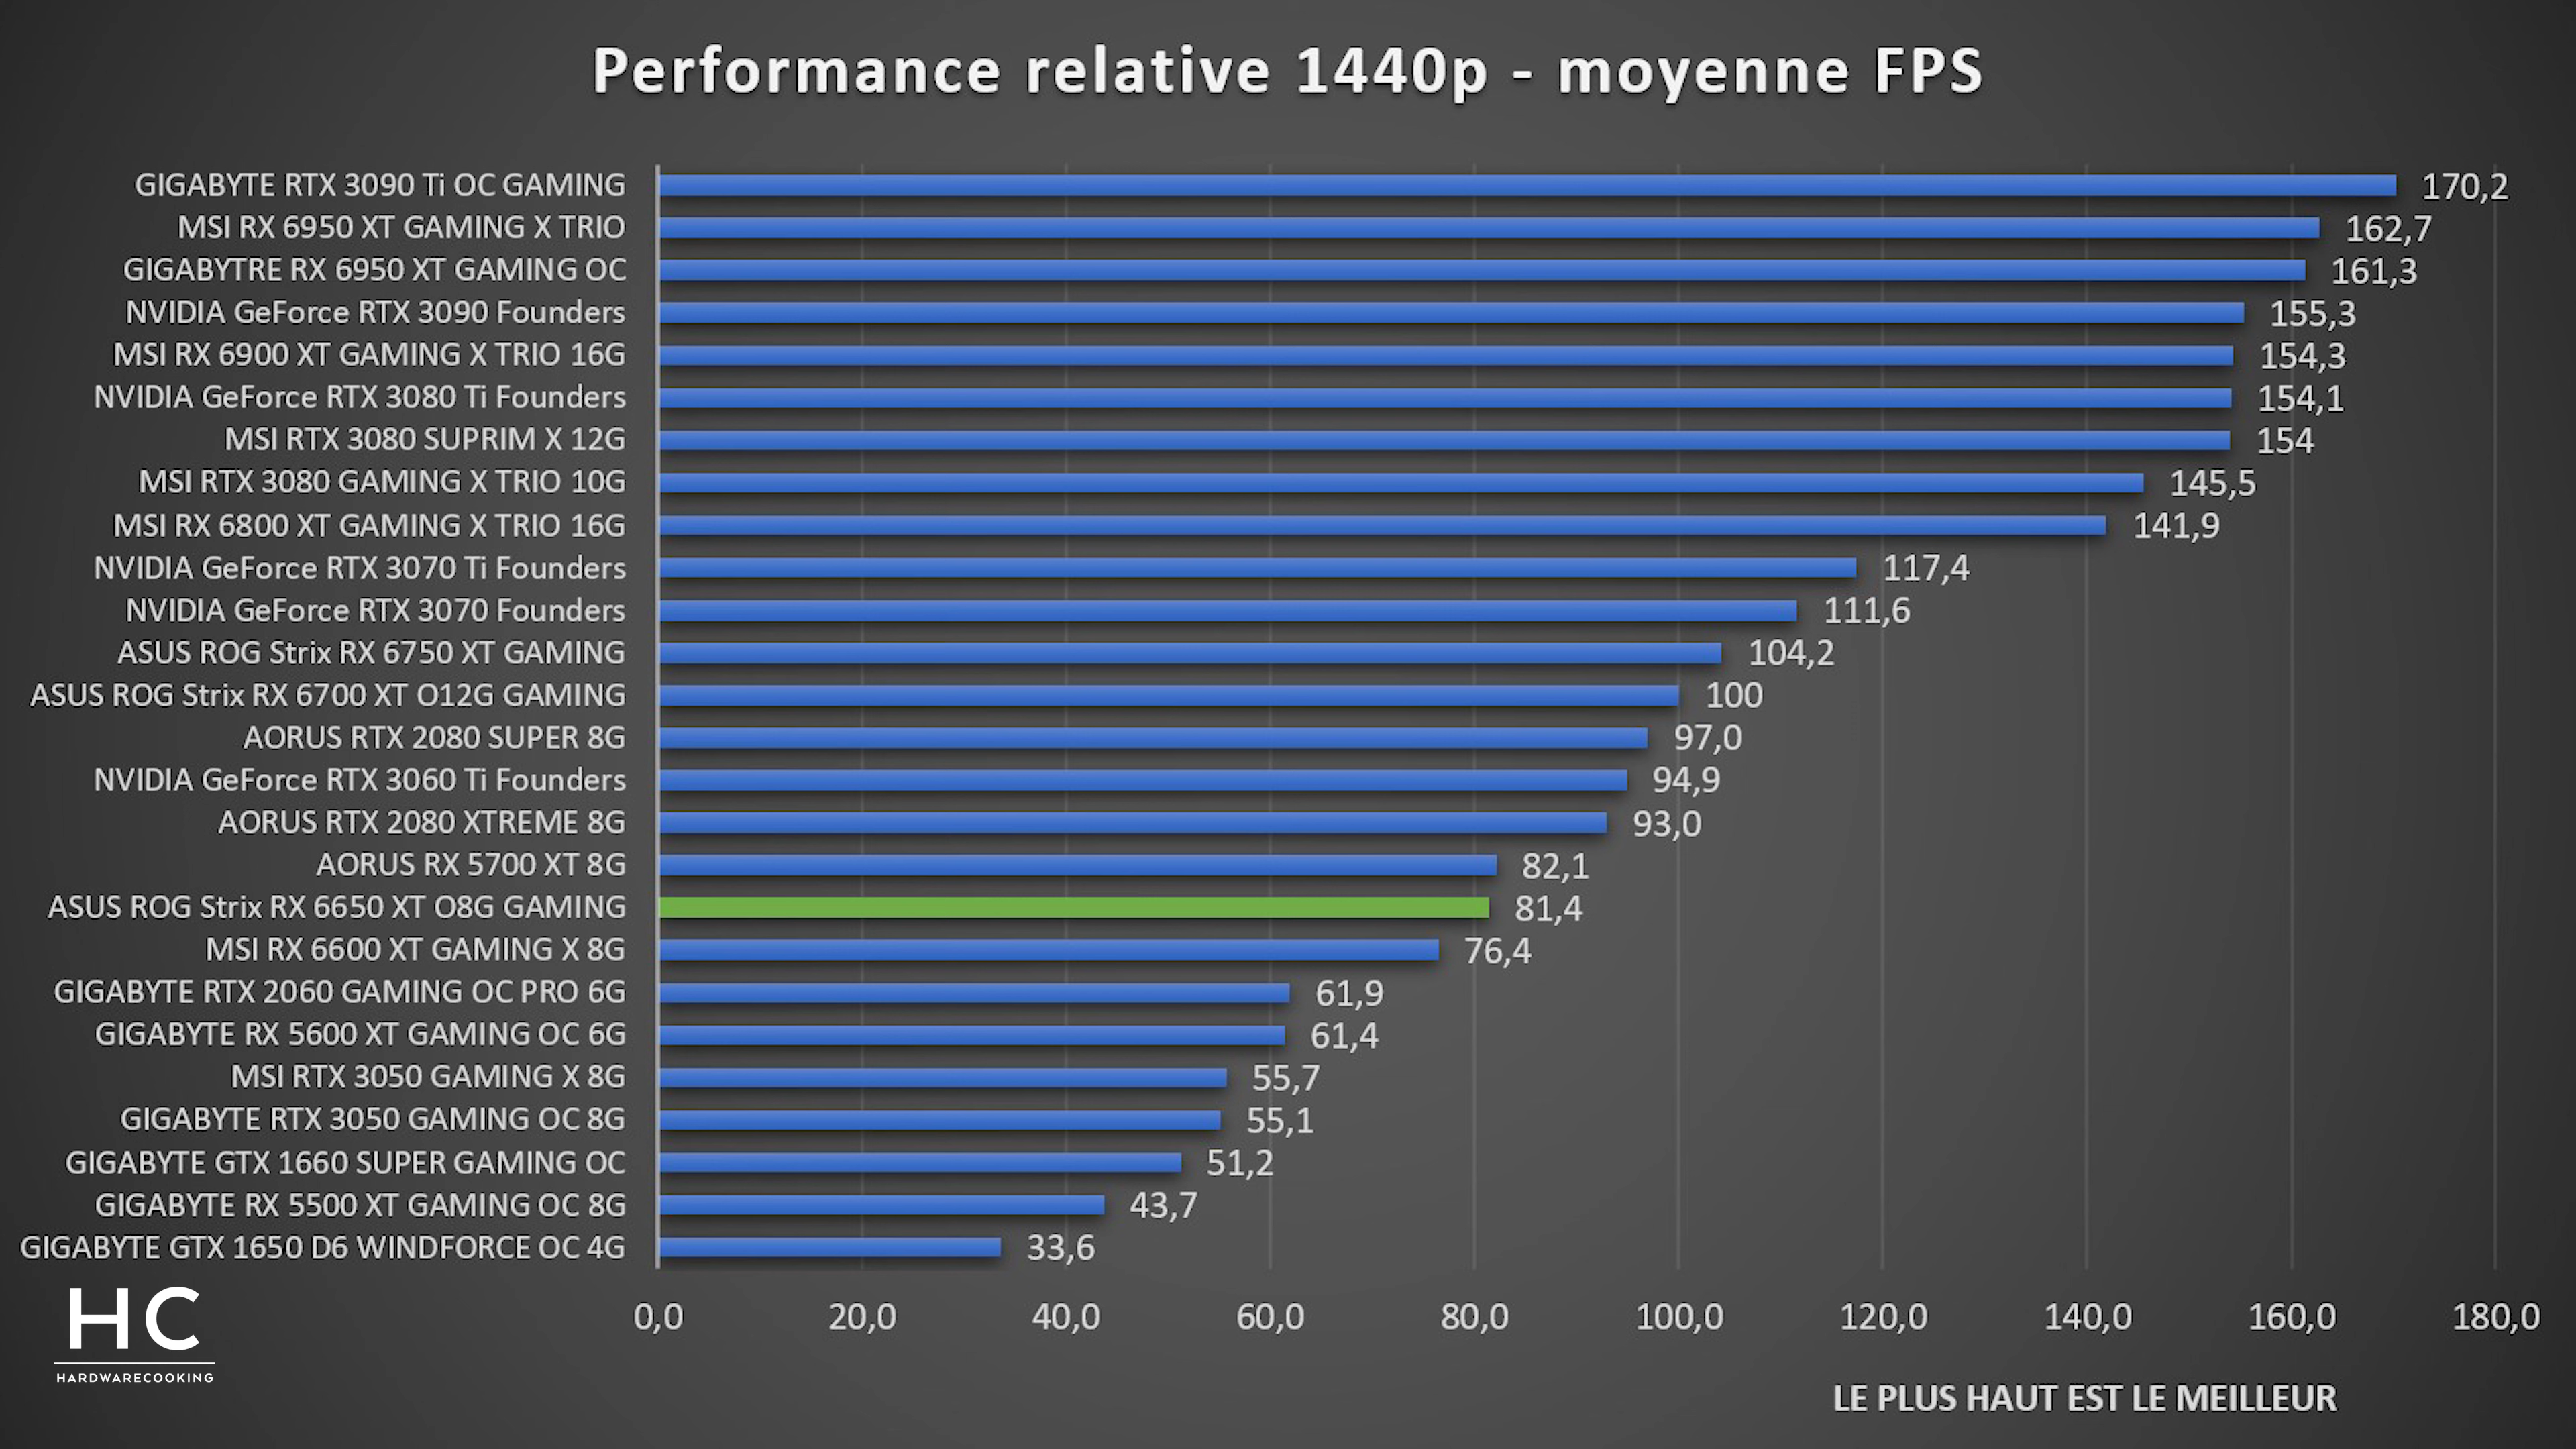 Performance relative 1440p - moyenne FPS
GIGABYTE RTX 3090 Ti OC GAMING 170,2
MSI RX 6950 XT GAMING X TRIO 162,7
GIGABYTRE RX 6950 XT GAMING OC 161,3
NVIDIA GeForce RTX 3090 Founders 155,3
MSI RX 6900 XT GAMING X TRIO 16G 154,3
NVIDIA GeForce RTX 3080 Ti Founders 154,1
MSI RTX 3080 SUPRIM X 12G 154
MSI RTX 3080 GAMING X TRIO 10G 145,5
MSI RX 6800 XT GAMING X TRIO 16G 141,9
NVIDIA GeForce RTX 3070 Ti Founders 117,4
NVIDIA GeForce RTX 3070 Founders 111,6
ASUS ROG Strix RX 6750 XT GAMING 104,2
ASUS ROG Strix RX 6700 XT O12G GAMING 100
AORUS RTX 2080 SUPER 8G 97,0
NVIDIA GeForce RTX 3060 Ti Founders 94,9
AORUS RTX 2080 XTREME 8G 93,0
AORUS RX 5700 XT 8G 82,1
ASUS ROG Strix RX 6650 XT O8G GAMING 81,4
MSI RX 6600 XT GAMING X 8G 76,4
GIGABYTE RTX 2060 GAMING OC PRO 6G 61,9
GIGABYTE RX 5600 XT GAMING OC 6G 61,4
MSI RTX 3050 GAMING X 8G 55,7
GIGABYTE RTX 3050 GAMING OC 8G 55,1
GIGABYTE GTX 1660 SUPER GAMING OC 51,2
GIGABYTE RX 5500 XT GAMING OC 8G 43,7
GIGABYTE GTX 1650 D6 WINDFORCE OC 4G 33,6
0,0 20,0 40,0 60,0 80,0 100,0 120,0 140,0 160,0 180,0
HC
HARDWARECOOKING
LE PLUS HAUT EST LE MEILLEUR